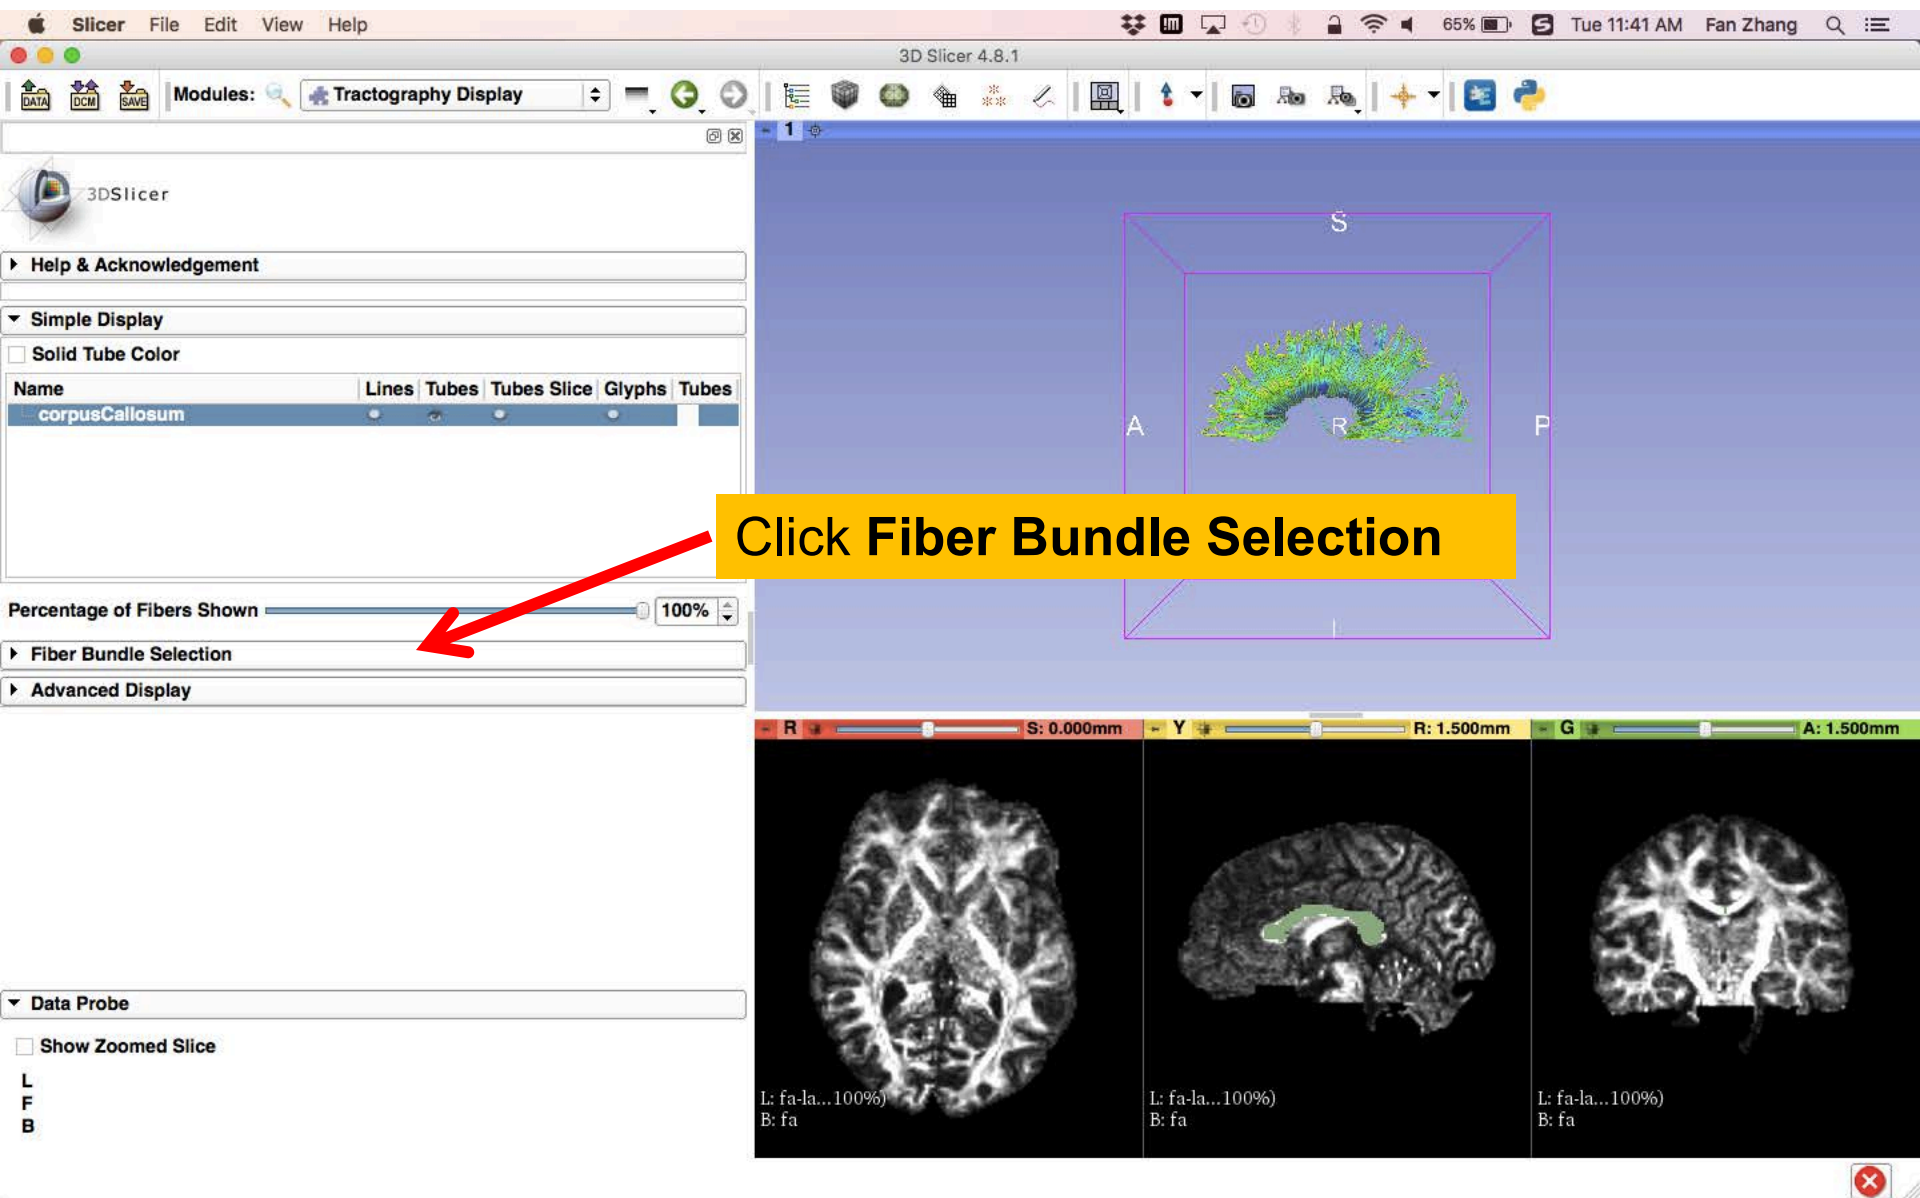 Slicer File Edit View Help 65% Tue 11:41 AM Fan Zhang
3D Slicer 4.8.1
DATA DCM SAVE Modules: Tractography Display
1
3DSlicer
Help & Acknowledgement
Simple Display
Solid Tube Color
Name Lines Tubes Tubes Slice Glyphs Tubes
corpusCallosum
S
A R P
I
Click Fiber Bundle Selection
Percentage of Fibers Shown 100%
Fiber Bundle Selection
Advanced Display
R S: 0.000mm Y R: 1.500mm G A: 1.500mm
Data Probe
Show Zoomed Slice
L
F
B
L: fa-la...100%)
B: fa
L: fa-la...100%)
B: fa
L: fa-la...100%)
B: fa